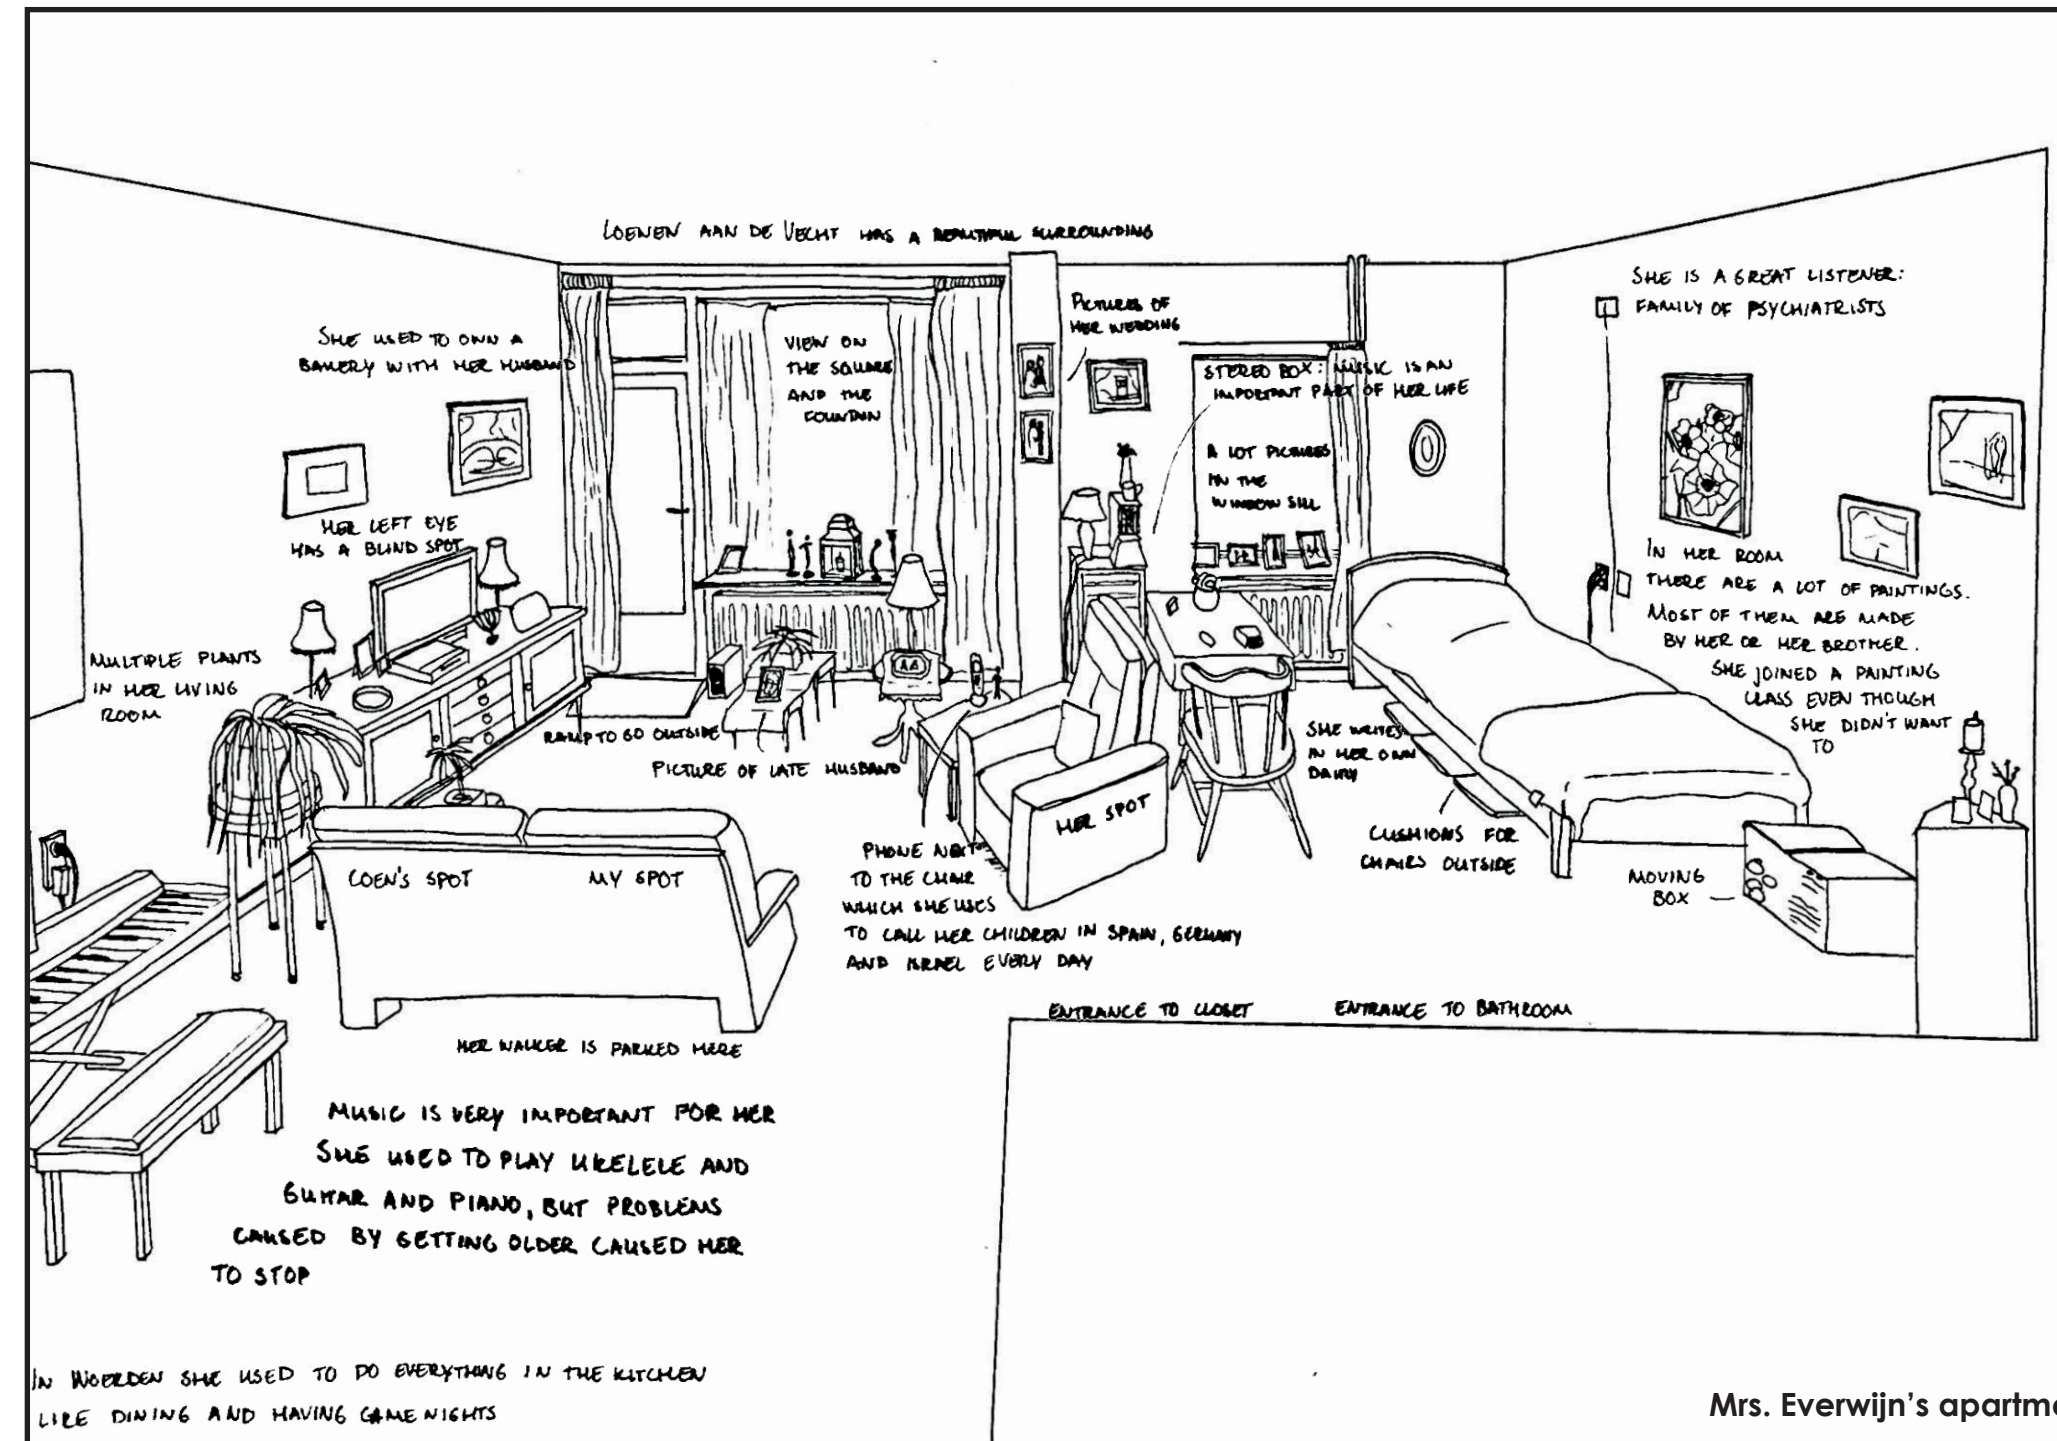 LOENEN AAN DE VECHT HAS A BEAUTIFUL SURROUNDING
SHE IS A GREAT LISTENER:
FAMILY OF PSYCHIATRISTS
PICTURES OF
HER WEDDING
SHE USED TO OWN A
BAKERY WITH HER HUSBAND
VIEW ON
THE SQUARE
AND THE
FOUNTAIN
STEREO BOX: MUSIC IS AN
IMPORTANT PART OF HER LIFE
A LOT PICTURES
IN THE
WINDOW SILL
HER LEFT EYE
HAS A BLIND SPOT
IN HER ROOM
THERE ARE A LOT OF PAINTINGS.
MOST OF THEM ARE MADE
BY HER OR HER BROTHER.
SHE JOINED A PAINTING
CLASS EVEN THOUGH
SHE DIDN'T WANT
TO
MULTIPLE PLANTS
IN HER LIVING
ROOM
RAMP TO GO OUTSIDE
PICTURE OF LATE HUSBAND
SHE WRITES
IN HER OWN
DAIRY
HER SPOT
CUSHIONS FOR
CHAIRS OUTSIDE
COEN'S SPOT
MY SPOT
PHONE NEXT
TO THE CHAIR
WHICH SHE USES
TO CALL HER CHILDREN IN SPAIN, GERMANY
AND ISRAEL EVERY DAY
MOVING
BOX
ENTRANCE TO CLOSET
ENTRANCE TO BATHROOM
HER WALKER IS PARKED HERE
MUSIC IS VERY IMPORTANT FOR HER
SHE USED TO PLAY UKELELE AND
GUITAR AND PIANO, BUT PROBLEMS
CAUSED BY GETTING OLDER CAUSED HER
TO STOP
IN WOERDEN SHE USED TO DO EVERYTHING IN THE KITCHEN
LIKE DINING AND HAVING GAME NIGHTS
Mrs. Everwijn's apartme